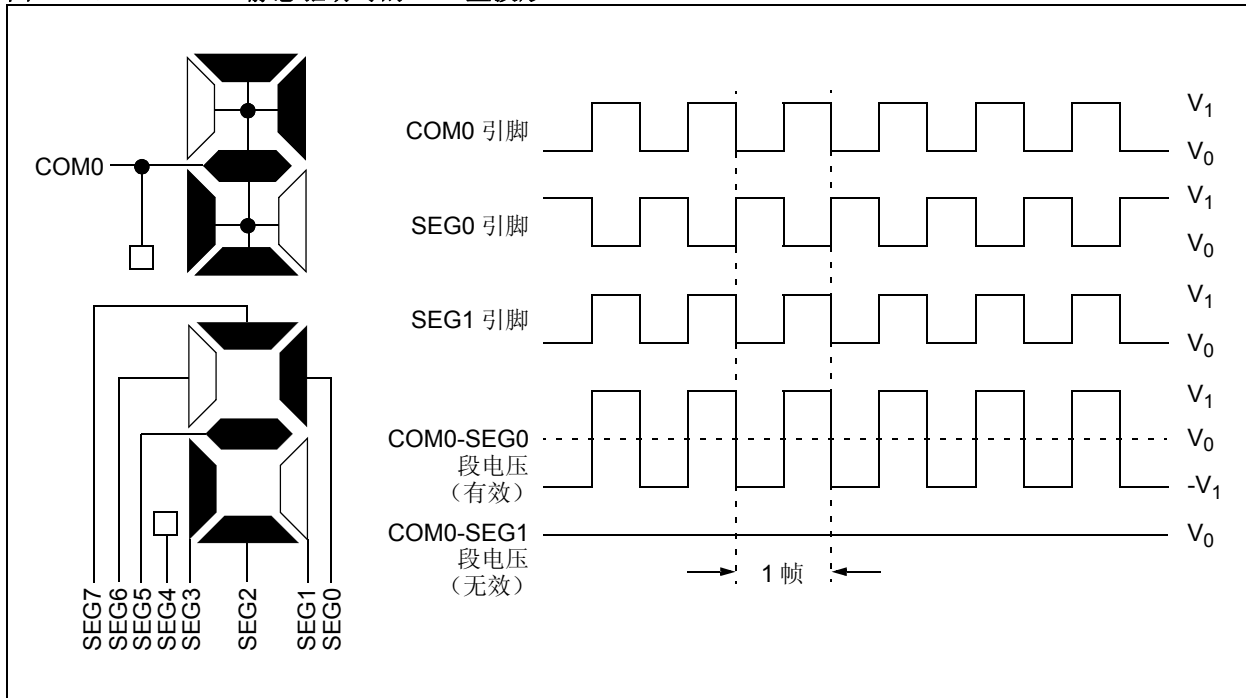 COM0
SEG7
SEG6
SEG5
SEG4
SEG3
SEG2
SEG1
SEG0
COM0 引脚
V1
V0
SEG0 引脚
V1
V0
SEG1 引脚
V1
V0
COM0-SEG0
段电压
（有效）
V1
V0
-V1
COM0-SEG1
段电压
（无效）
V0
1 帧